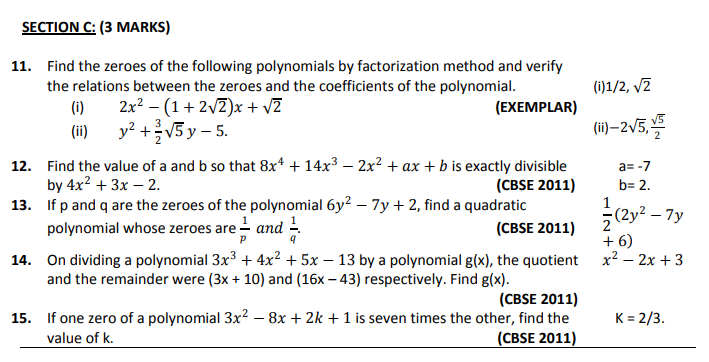 SECTION C: (3 MARKS)
11. Find the zeroes of the following polynomials by factorization method and verify
the relations between the zeroes and the coefficients of the polynomial. (i)1/2, √2
(i) 2x² – (1 + 2√2)x + √2 (EXEMPLAR)
(ii) y² + 3/2 √5 y – 5. (ii)–2√5, √5/2
12. Find the value of a and b so that 8x⁴ + 14x³ – 2x² + ax + b is exactly divisible a= -7
by 4x² + 3x – 2. (CBSE 2011) b= 2.
13. If p and q are the zeroes of the polynomial 6y² – 7y + 2, find a quadratic 1/2 (2y² – 7y
polynomial whose zeroes are 1/p and 1/q. (CBSE 2011) + 6)
14. On dividing a polynomial 3x³ + 4x² + 5x – 13 by a polynomial g(x), the quotient x² – 2x + 3
and the remainder were (3x + 10) and (16x – 43) respectively. Find g(x).
(CBSE 2011)
15. If one zero of a polynomial 3x² – 8x + 2k + 1 is seven times the other, find the K = 2/3.
value of k. (CBSE 2011)